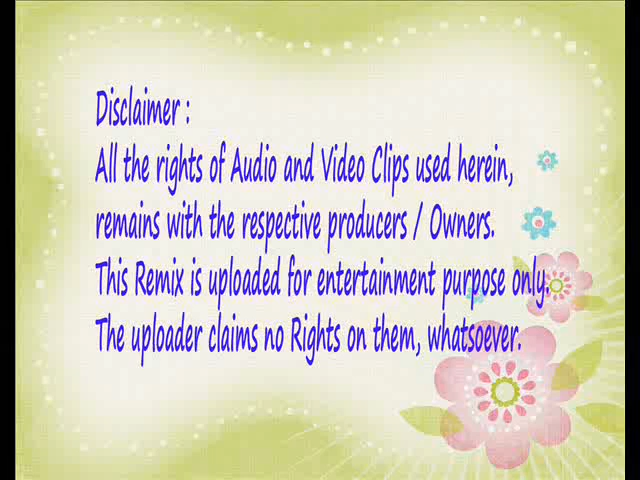 Disclaimer :
All the rights of Audio and Video Clips used herein,
remains with the respective producers / Owners.
This Remix is uploaded for entertainment purpose only.
The uploader claims no Rights on them, whatsoever.